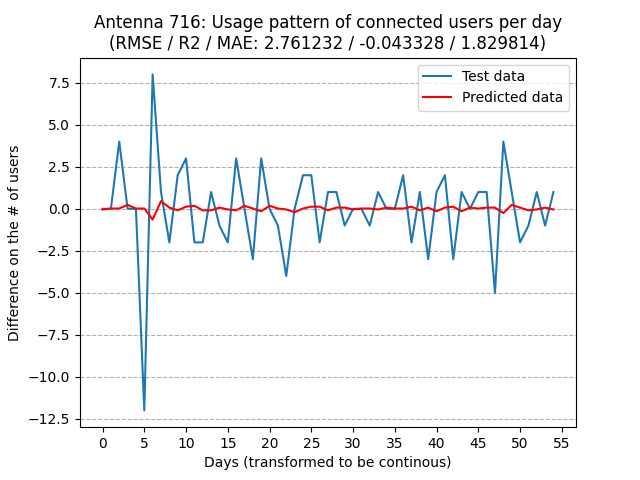 Antenna 716: Usage pattern of connected users per day
(RMSE / R2 / MAE: 2.761232 / -0.043328 / 1.829814)
Test data
Predicted data
7.5
5.0
2.5
0.0
−2.5
−5.0
−7.5
−10.0
−12.5
Difference on the # of users
0 5 10 15 20 25 30 35 40 45 50 55
Days (transformed to be continous)